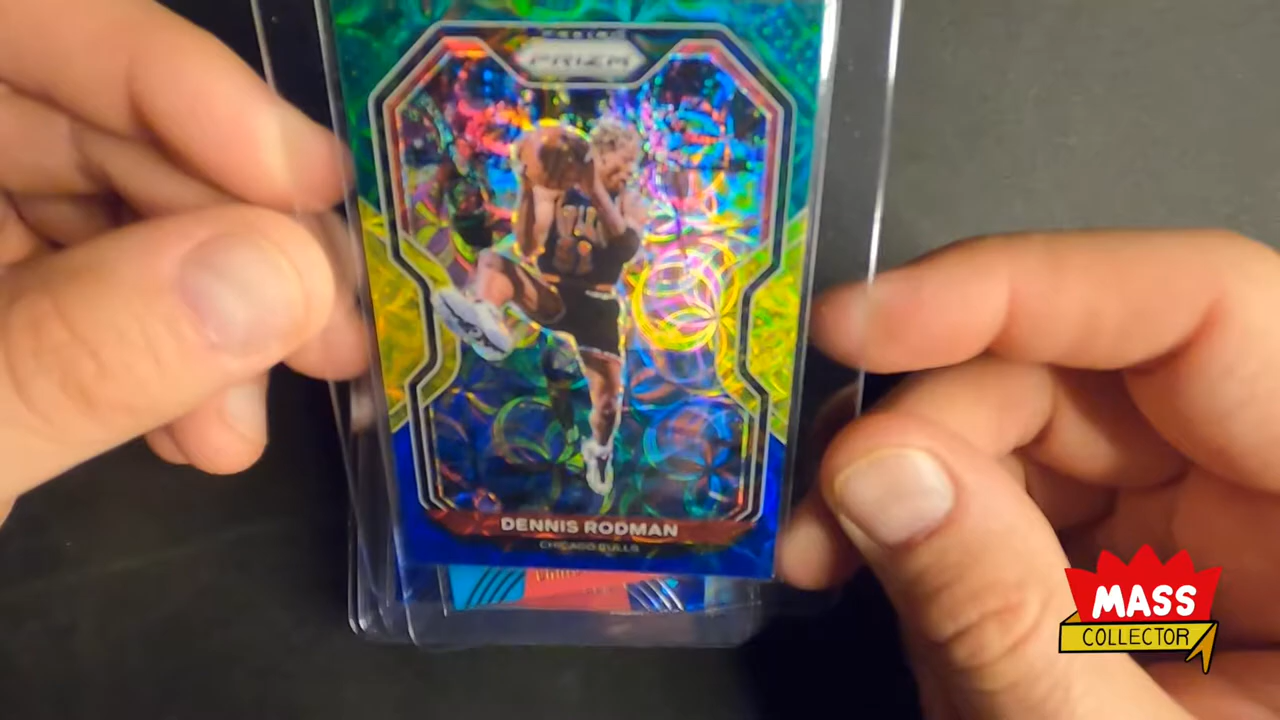 PRIZM
DENNIS RODMAN
CHICAGO BULLS
MASS
COLLECTOR